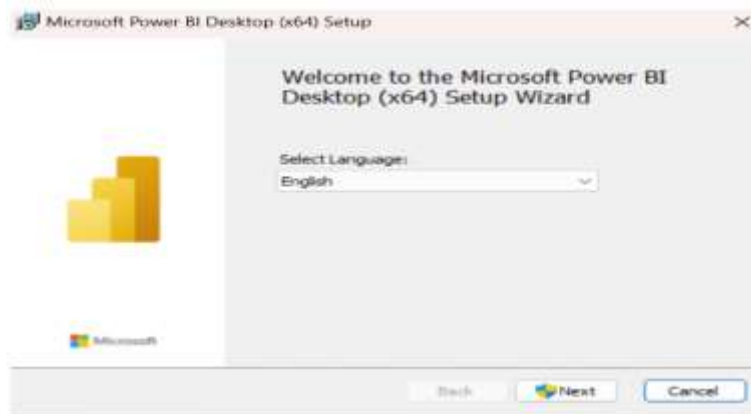 Microsoft Power BI Desktop (x64) Setup
Welcome to the Microsoft Power BI
Desktop (x64) Setup Wizard
Select Language:
English
Microsoft
Back
Next
Cancel